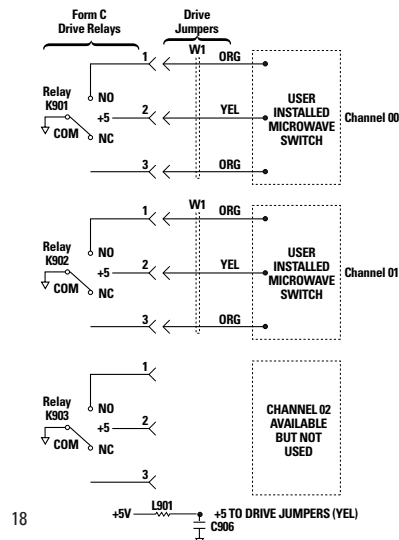 Form C
Drive Relays
Drive
Jumpers
1
W1
ORG
Relay
K901
NO
+5
2
YEL
COM
NC
3
ORG
USER
INSTALLED
MICROWAVE
SWITCH
Channel 00
1
W1
ORG
Relay
K902
NO
+5
2
YEL
COM
NC
3
ORG
USER
INSTALLED
MICROWAVE
SWITCH
Channel 01
1
Relay
K903
NO
+5
2
COM
NC
3
CHANNEL 02
AVAILABLE
BUT NOT
USED
18
+5V
L901
+5 TO DRIVE JUMPERS (YEL)
C906